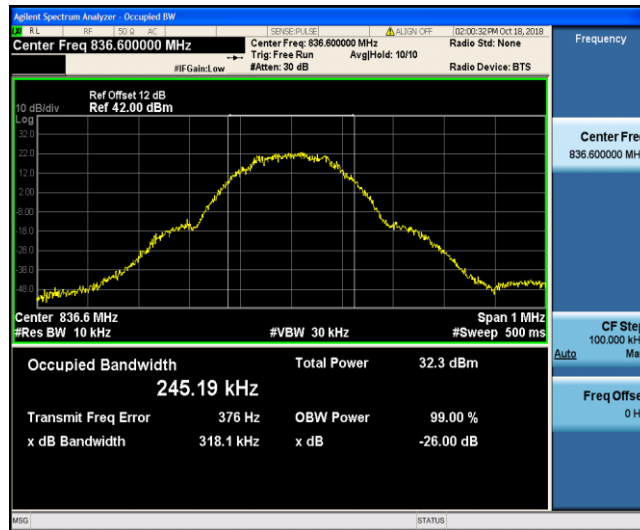 Agilent Spectrum Analyzer - Occupied BW
RL RF 50 Ω AC SENSE:PULSE ALIGN OFF 02:00:32 PM Oct 18, 2018
Center Freq 836.600000 MHz Center Freq: 836.600000 MHz Radio Std: None
Trig: Free Run Avg|Hold: 10/10
#IFGain:Low #Atten: 30 dB Radio Device: BTS
Frequency
Ref Offset 12 dB
10 dB/div Ref 42.00 dBm
Log
32.0
22.0
12.0
2.00
-8.00
-18.0
-28.0
-38.0
-48.0
Center 836.6 MHz Span 1 MHz
#Res BW 10 kHz #VBW 30 kHz #Sweep 500 ms
Occupied Bandwidth Total Power 32.3 dBm
245.19 kHz
Transmit Freq Error 376 Hz OBW Power 99.00 %
x dB Bandwidth 318.1 kHz x dB -26.00 dB
Center Fre
836.600000 MH
CF Step
100.000 kH
Auto Ma
Freq Offse
0 H
MSG STATUS